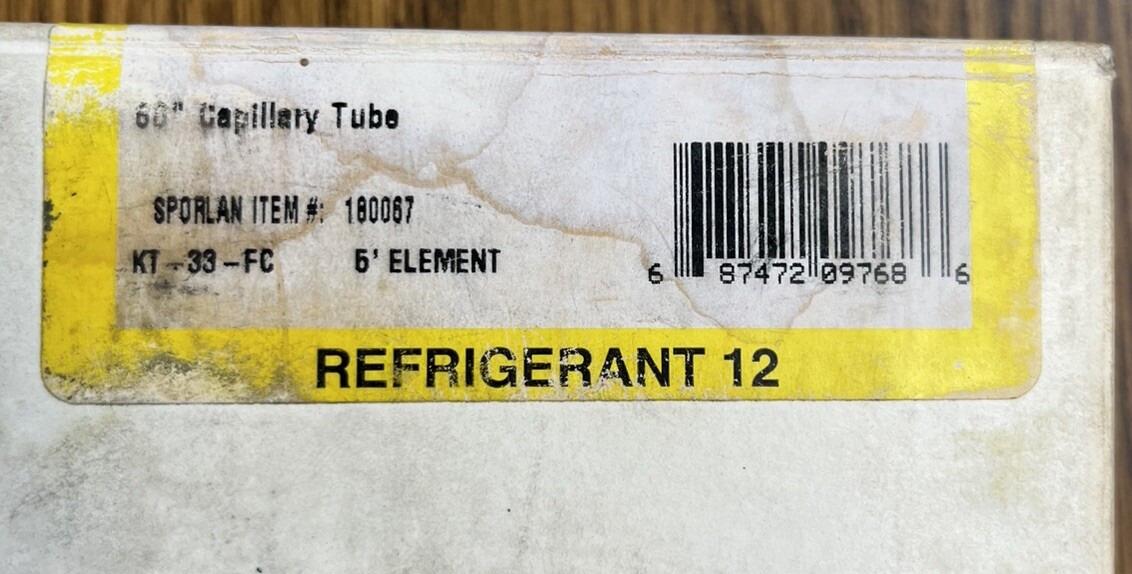 60" Capillary Tube
SPORLAN ITEM #: 180067
KT - 33 - FC 5' ELEMENT
6 87472 09768 6
REFRIGERANT 12